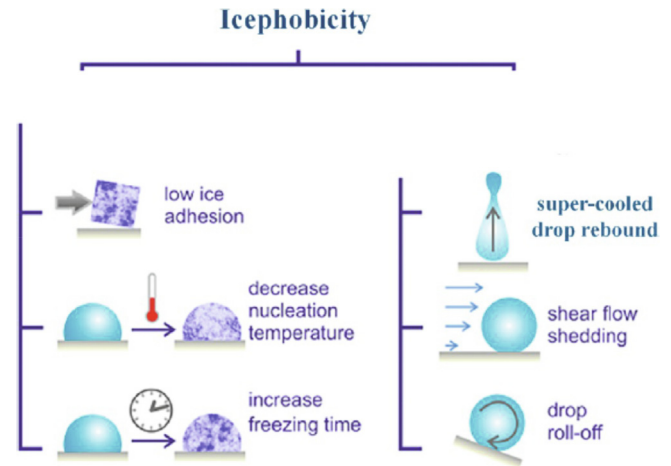 Icephobicity
low ice
adhesion
decrease
nucleation
temperature
increase
freezing time
super-cooled
drop rebound
shear flow
shedding
drop
roll-off